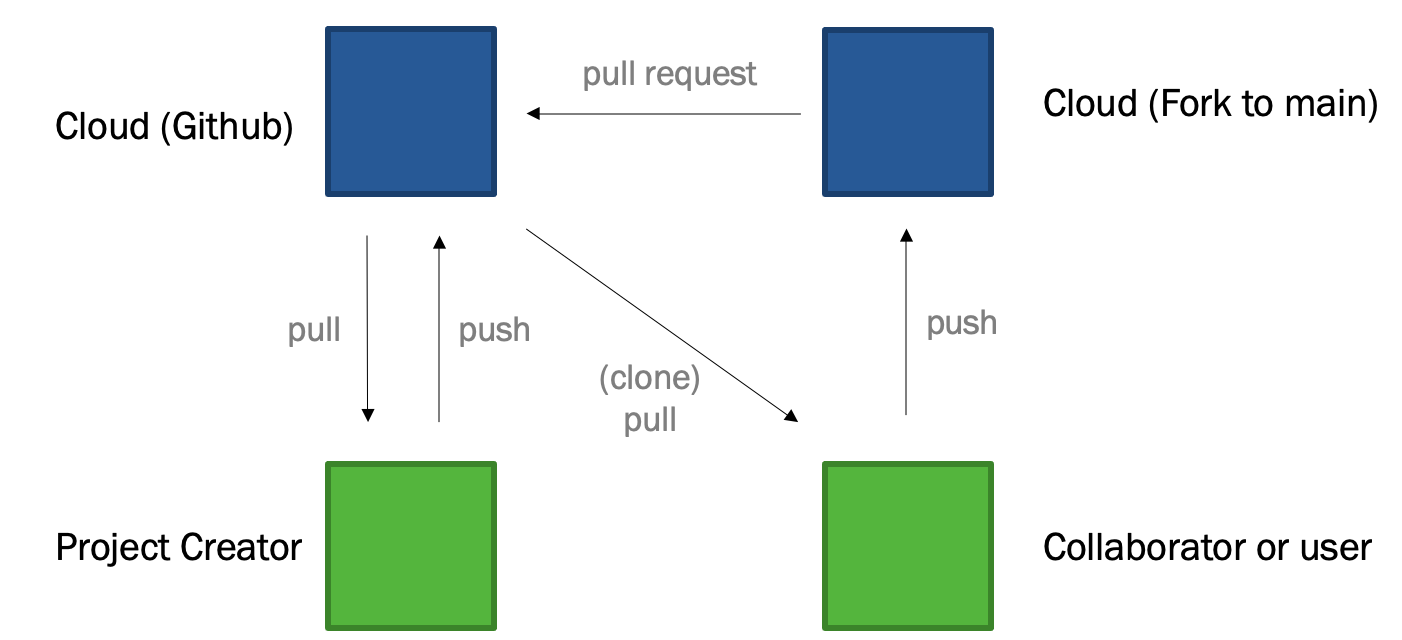 pull request
Cloud (Github)
Cloud (Fork to main)
pull
push
(clone)
pull
push
Project Creator
Collaborator or user